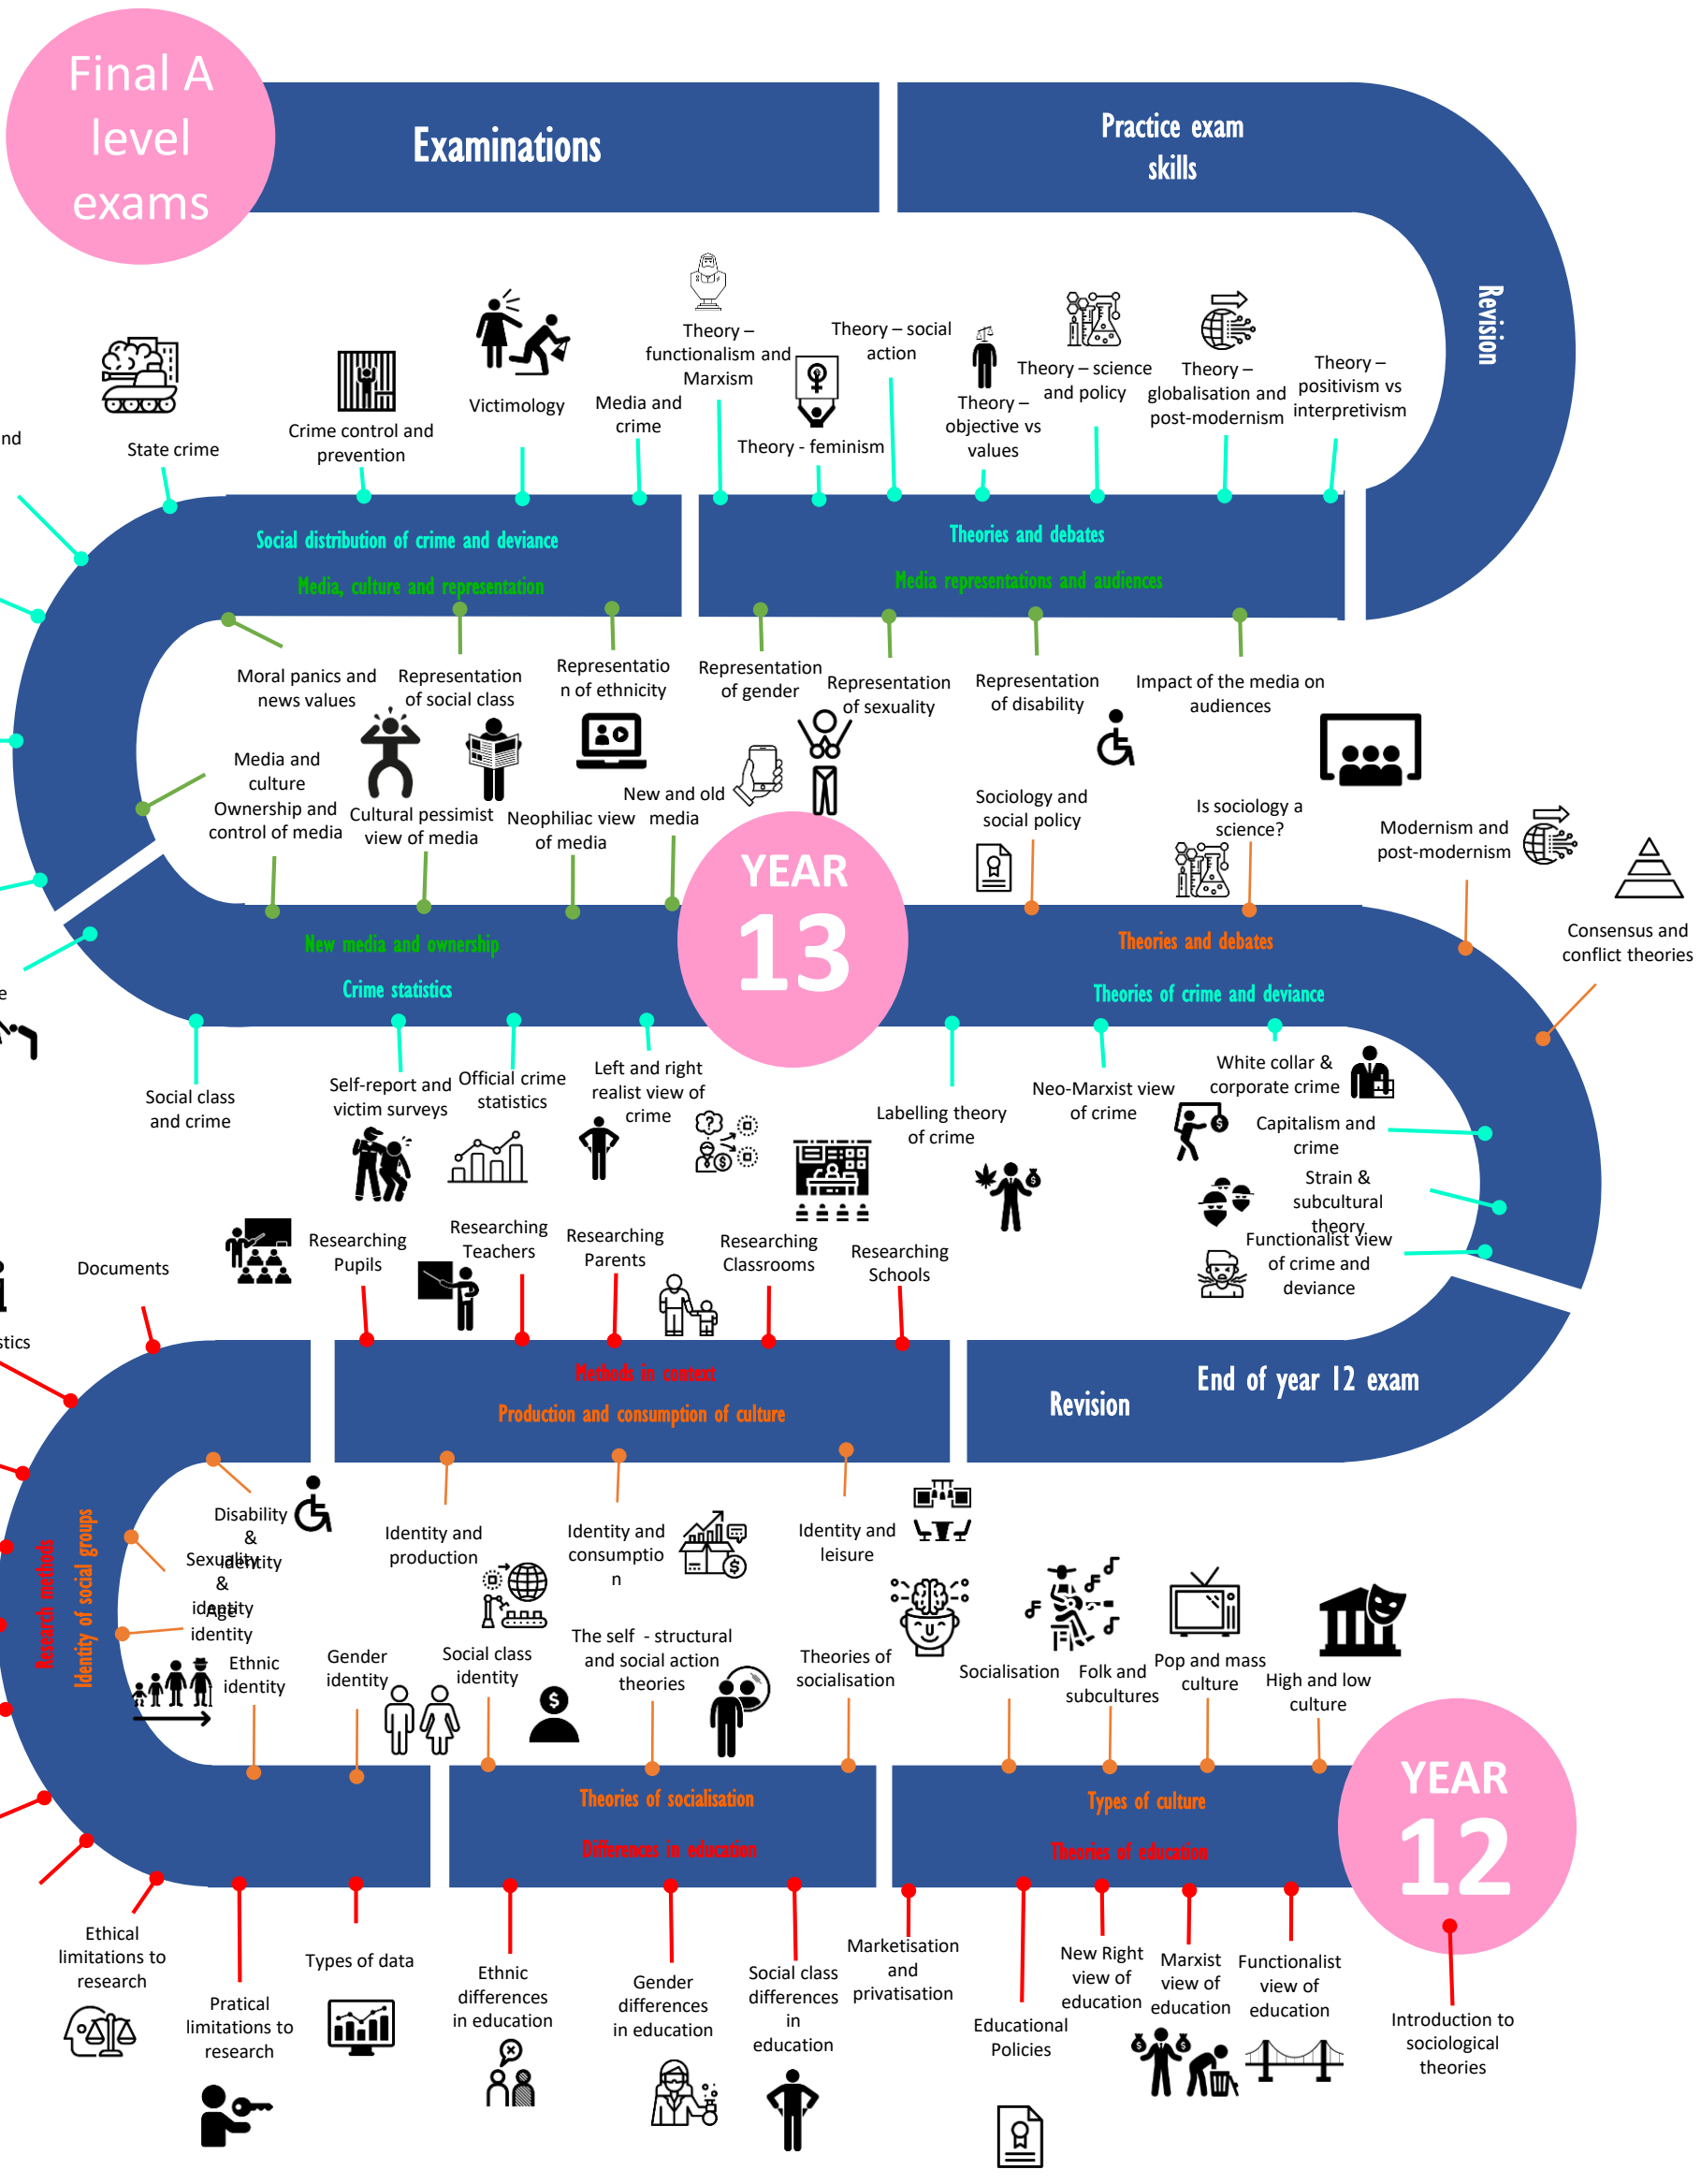 Final A
level
exams
Examinations
Practice exam
skills
Revision
Theory –
functionalism and
Marxism
Theory – social
action
Theory – science
and policy
Theory –
globalisation and
post-modernism
Theory –
positivism vs
interpretivism
Victimology
Media and
crime
Theory - feminism
Theory –
objective vs
values
nd
State crime
Crime control and
prevention
Social distribution of crime and deviance
Media, culture and representation
Theories and debates
Media representations and audiences
Moral panics and
news values
Representation
of social class
Representatio
n of ethnicity
Representation
of gender
Representation
of sexuality
Representation
of disability
Impact of the media on
audiences
Media and
culture
Ownership and
control of media
Cultural pessimist
view of media
Neophiliac view
of media
New and old
media
Sociology and
social policy
Is sociology a
science?
Modernism and
post-modernism
Consensus and
conflict theories
YEAR
13
New media and ownership
Crime statistics
Theories and debates
Theories of crime and deviance
e
Social class
and crime
Self-report and
victim surveys
Official crime
statistics
Left and right
realist view of
crime
Labelling theory
of crime
Neo-Marxist view
of crime
White collar &
corporate crime
Capitalism and
crime
Strain &
subcultural
theory
Functionalist view
of crime and
deviance
Documents
stics
Researching
Pupils
Researching
Teachers
Researching
Parents
Researching
Classrooms
Researching
Schools
Methods in context
Production and consumption of culture
Revision
End of year 12 exam
Research methods
Identity of social groups
Disability
&
identity
Sexuality
&
identity
Age
identity
Ethnic
identity
Gender
identity
Identity and
production
Identity and
consumptio
n
Identity and
leisure
Social class
identity
The self - structural
and social action
theories
Theories of
socialisation
Socialisation
Folk and
subcultures
Pop and mass
culture
High and low
culture
YEAR
12
Theories of socialisation
Differences in education
Types of culture
Theories of education
Ethical
limitations to
research
Pratical
limitations to
research
Types of data
Ethnic
differences
in education
Gender
differences
in education
Social class
differences
in
education
Marketisation
and
privatisation
Educational
Policies
New Right
view of
education
Marxist
view of
education
Functionalist
view of
education
Introduction to
sociological
theories